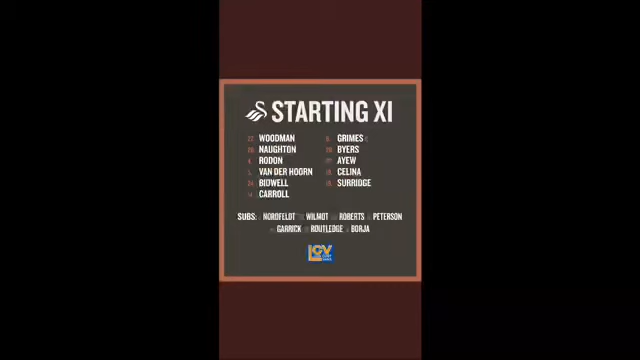 STARTING XI
WOODMAN
NAUGHTON
RODON
VAN DER HOORN
BIDWELL
CARROLL
GRIMES
BYERS
AYEW
CELINA
SURRIDGE
SUBS: NORDFELDT WILMOT ROBERTS PETERSON
GARRICK ROUTLEDGE BORJA